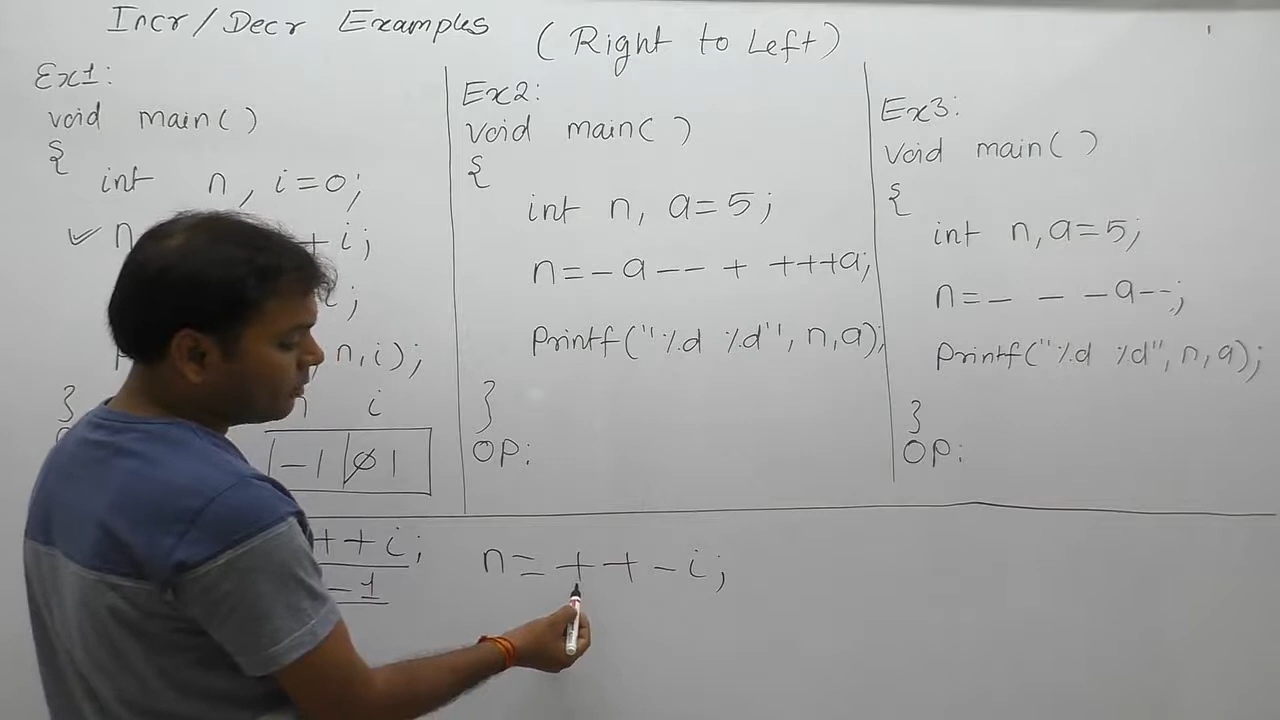 Incr/Decr Examples (Right to Left)
Ex1:
void main( )
{
int n, i=0;
n + i;
;
n,i);
}
n i
-1 0 1
++i;
-1
Ex2:
void main( )
{
int n, a=5;
n=-a-- + +++a;
Printf("%d %d", n,a);
}
OP:
Ex3:
void main( )
{
int n,a=5;
n=- - -a--;
Printf("%d %d", n,a);
}
OP:
n=++-i;